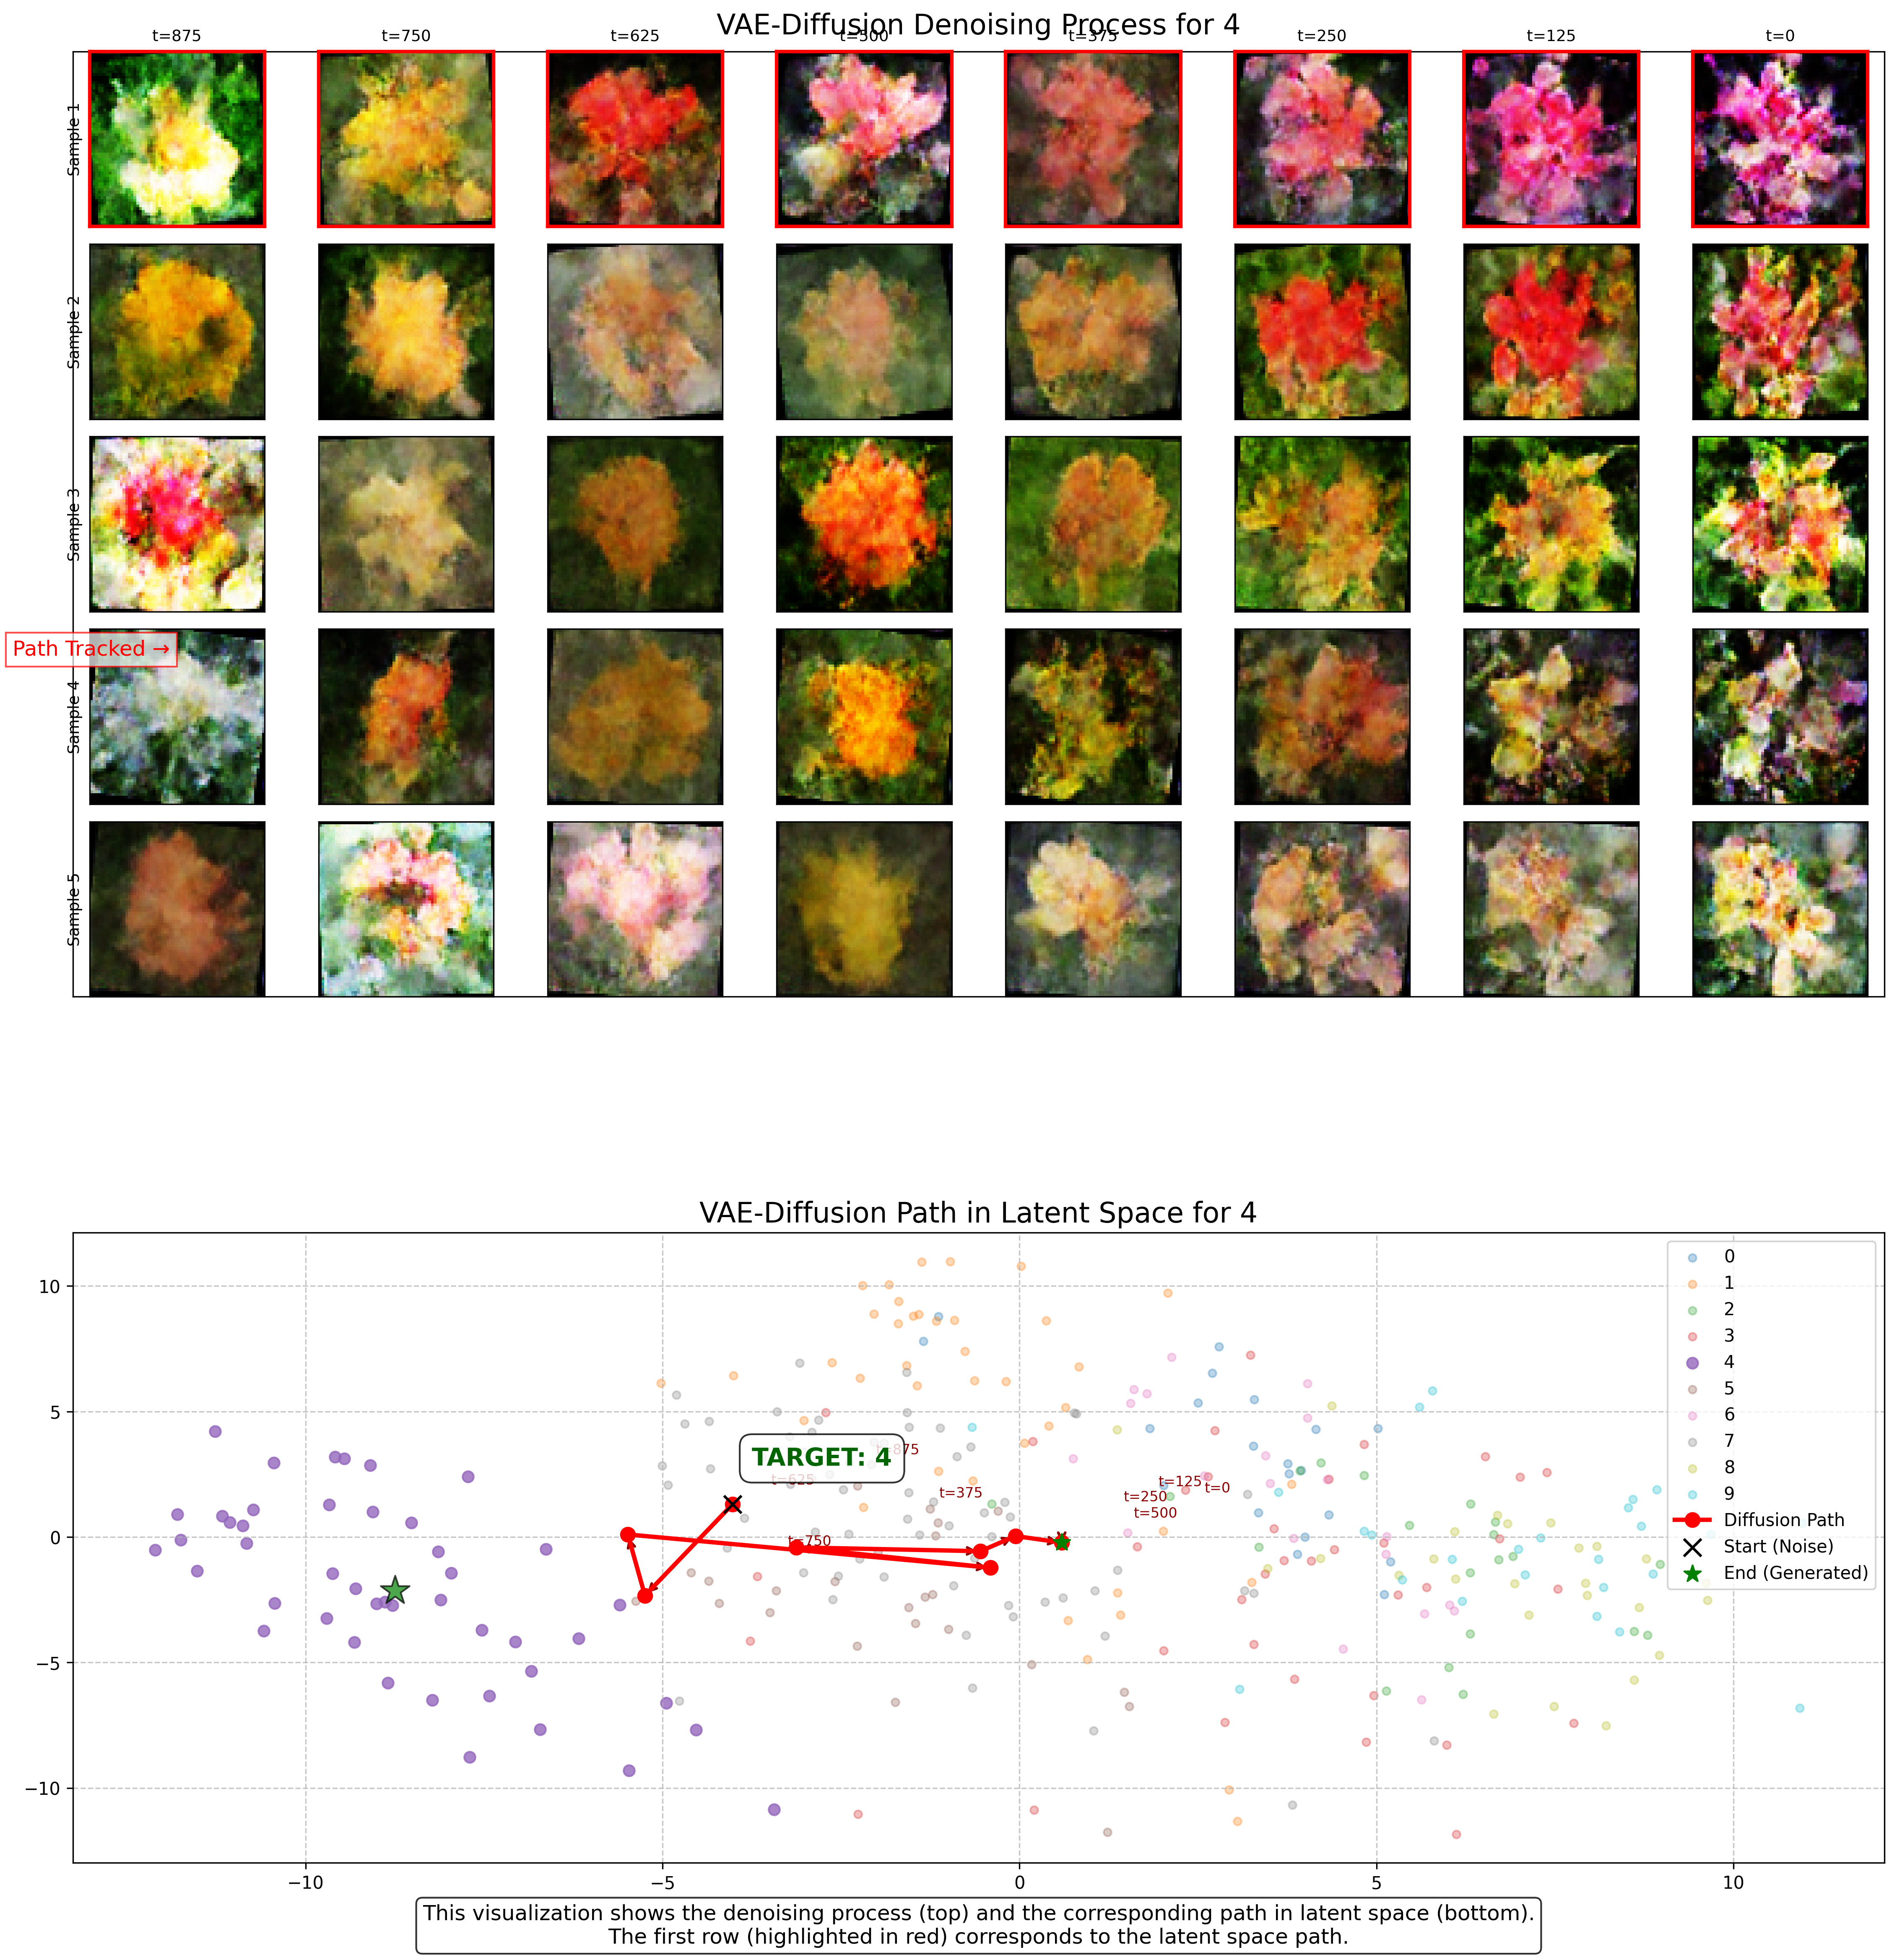 VAE-Diffusion Denoising Process for 4
t=875 t=750 t=625 t=500 t=375 t=250 t=125 t=0
Sample 1
Sample 2
Sample 3
Path Tracked →
Sample 4
Sample 5
VAE-Diffusion Path in Latent Space for 4
10
5
0
−5
−10
−10 −5 0 5 10
TARGET: 4
t=875
t=625
t=375
t=750
t=125
t=0
t=250
t=500
0
1
2
3
4
5
6
7
8
9
Diffusion Path
Start (Noise)
End (Generated)
This visualization shows the denoising process (top) and the corresponding path in latent space (bottom).
The first row (highlighted in red) corresponds to the latent space path.